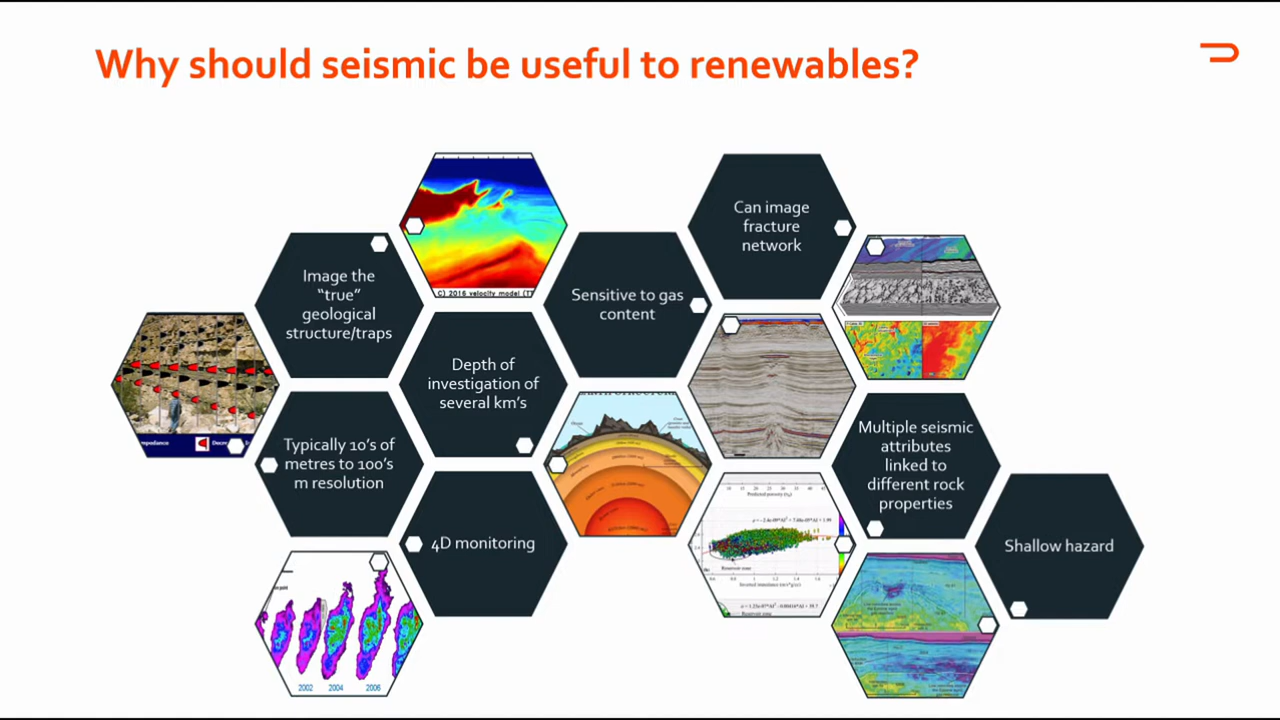 Why should seismic be useful to renewables?
Can image
fracture
network
Image the
“true”
geological
structure/traps
Sensitive to gas
content
C) 2016 velocity model (T
Depth of
investigation of
several km's
Typically 10's of
metres to 100's
m resolution
Multiple seismic
attributes
linked to
different rock
properties
4D monitoring
Shallow hazard
2002 2004 2006